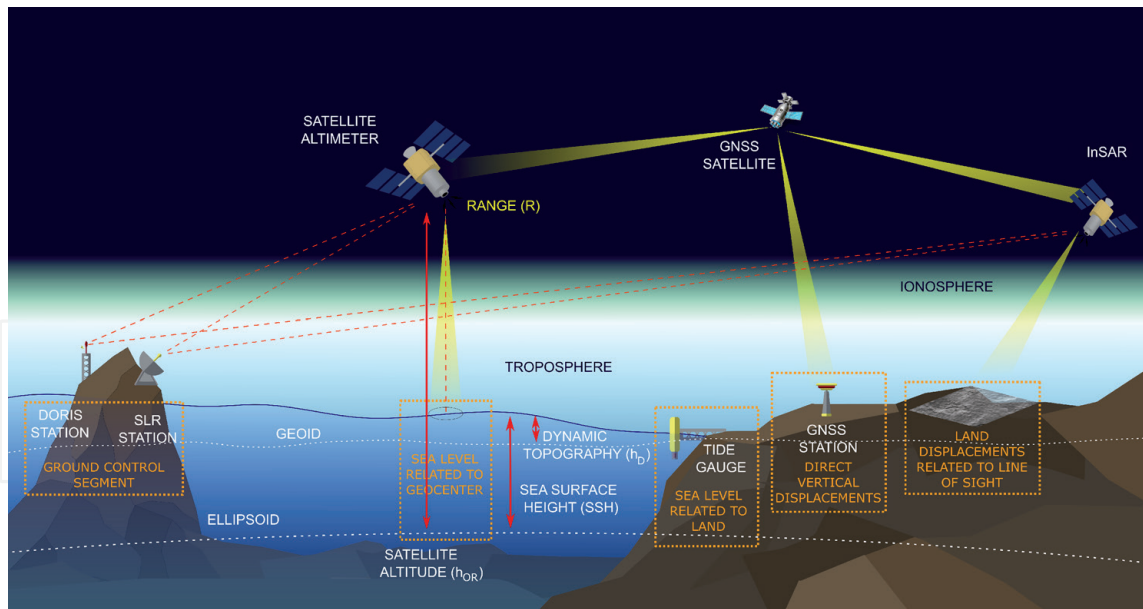 SATELLITE
ALTIMETER
GNSS
SATELLITE
InSAR
RANGE (R)
IONOSPHERE
TROPOSPHERE
DORIS
STATION
SLR
STATION
GROUND CONTROL
SEGMENT
GEOID
ELLIPSOID
SEA LEVEL
RELATED TO
GEOCENTER
DYNAMIC
TOPOGRAPHY (hD)
SEA SURFACE
HEIGHT (SSH)
SATELLITE
ALTITUDE (hOR)
TIDE
GAUGE
SEA LEVEL
RELATED TO
LAND
GNSS
STATION
DIRECT
VERTICAL
DISPLACEMENTS
LAND
DISPLACEMENTS
RELATED TO LINE
OF SIGHT